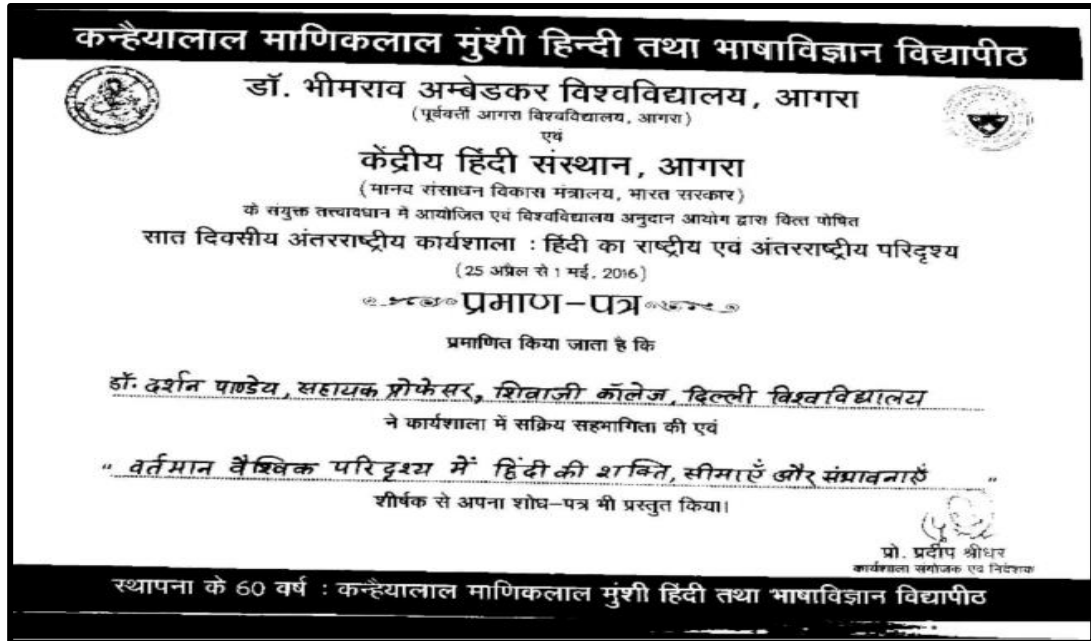 कन्हैयालाल माणिकलाल मुंशी हिन्दी तथा भाषाविज्ञान विद्यापीठ
डॉ. भीमराव अम्बेडकर विश्वविद्यालय, आगरा
(पूर्ववर्ती आगरा विश्वविद्यालय, आगरा)
एवं
केंद्रीय हिंदी संस्थान, आगरा
(मानव संसाधन विकास मंत्रालय, भारत सरकार)
के संयुक्त तत्त्वावधान में आयोजित एवं विश्वविद्यालय अनुदान आयोग द्वारा वित्त पोषित
सात दिवसीय अंतरराष्ट्रीय कार्यशाला : हिंदी का राष्ट्रीय एवं अंतरराष्ट्रीय परिदृश्य
(25 अप्रैल से 1 मई, 2016)
प्रमाण-पत्र
प्रमाणित किया जाता है कि
डॉ. दर्शन पाण्डेय, सहायक प्रोफेसर, शिवाजी कॉलेज, दिल्ली विश्वविद्यालय
ने कार्यशाला में सक्रिय सहभागिता की एवं
" वर्तमान वैश्विक परिदृश्य में हिंदी की शक्ति, सीमाएँ और संभावनाएँ "
शीर्षक से अपना शोध-पत्र भी प्रस्तुत किया।
प्रो. प्रदीप श्रीधर
कार्यशाला संयोजक एवं निदेशक
स्थापना के 60 वर्ष : कन्हैयालाल माणिकलाल मुंशी हिंदी तथा भाषाविज्ञान विद्यापीठ